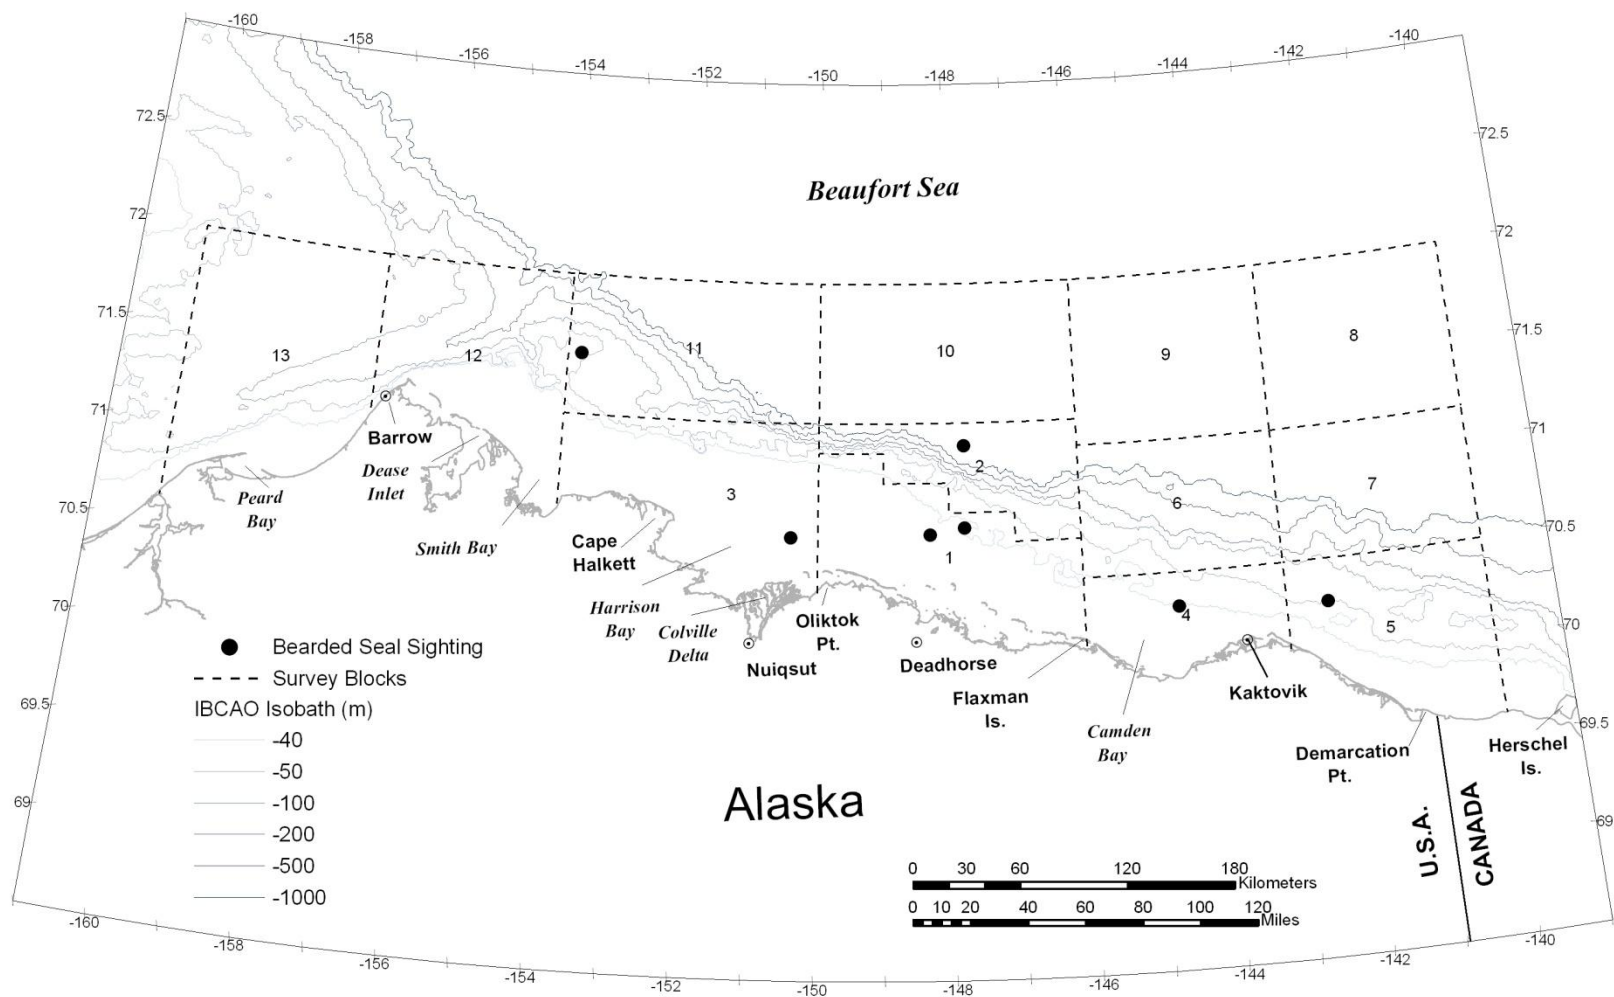 -160
-158
-156
-154
-152
-150
-148
-146
-144
-142
-140
72.5
72.5
72
72
71.5
71.5
71
71
70.5
70.5
70
70
69.5
69.5
69
69
Beaufort Sea
13
12
11
10
9
8
3
2
1
6
7
4
5
Barrow
Dease
Inlet
Peard
Bay
Smith Bay
Cape
Halkett
Harrison
Bay
Colville
Delta
Nuiqsut
Oliktok
Pt.
Deadhorse
Flaxman
Is.
Camden
Bay
Kaktovik
Demarcation
Pt.
Herschel
Is.
Bearded Seal Sighting
Survey Blocks
IBCAO Isobath (m)
-40
-50
-100
-200
-500
-1000
Alaska
U.S.A.
CANADA
0 30 60 120 180
Kilometers
0 10 20 40 60 80 100 120
Miles
-160
-158
-156
-154
-152
-150
-148
-146
-144
-142
-140